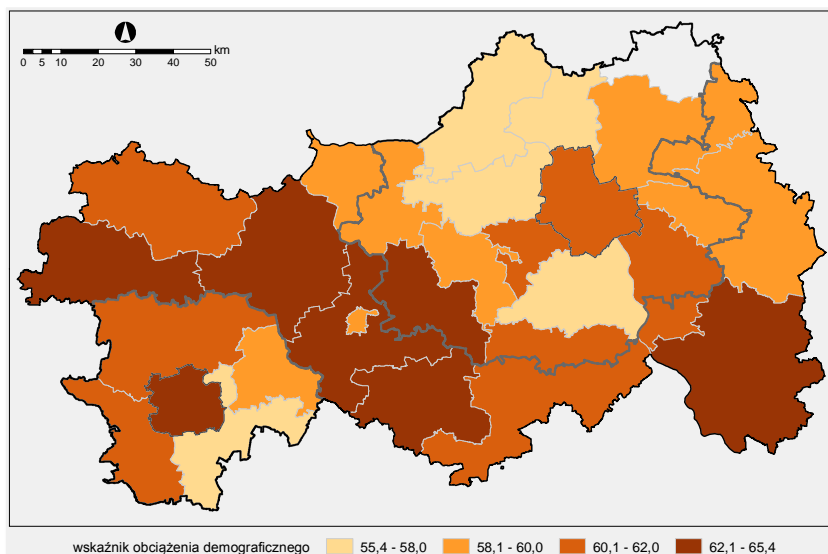 km
0 5 10 20 30 40 50
wskaźnik obciążenia demograficznego 55,4 - 58,0 58,1 - 60,0 60,1 - 62,0 62,1 - 65,4